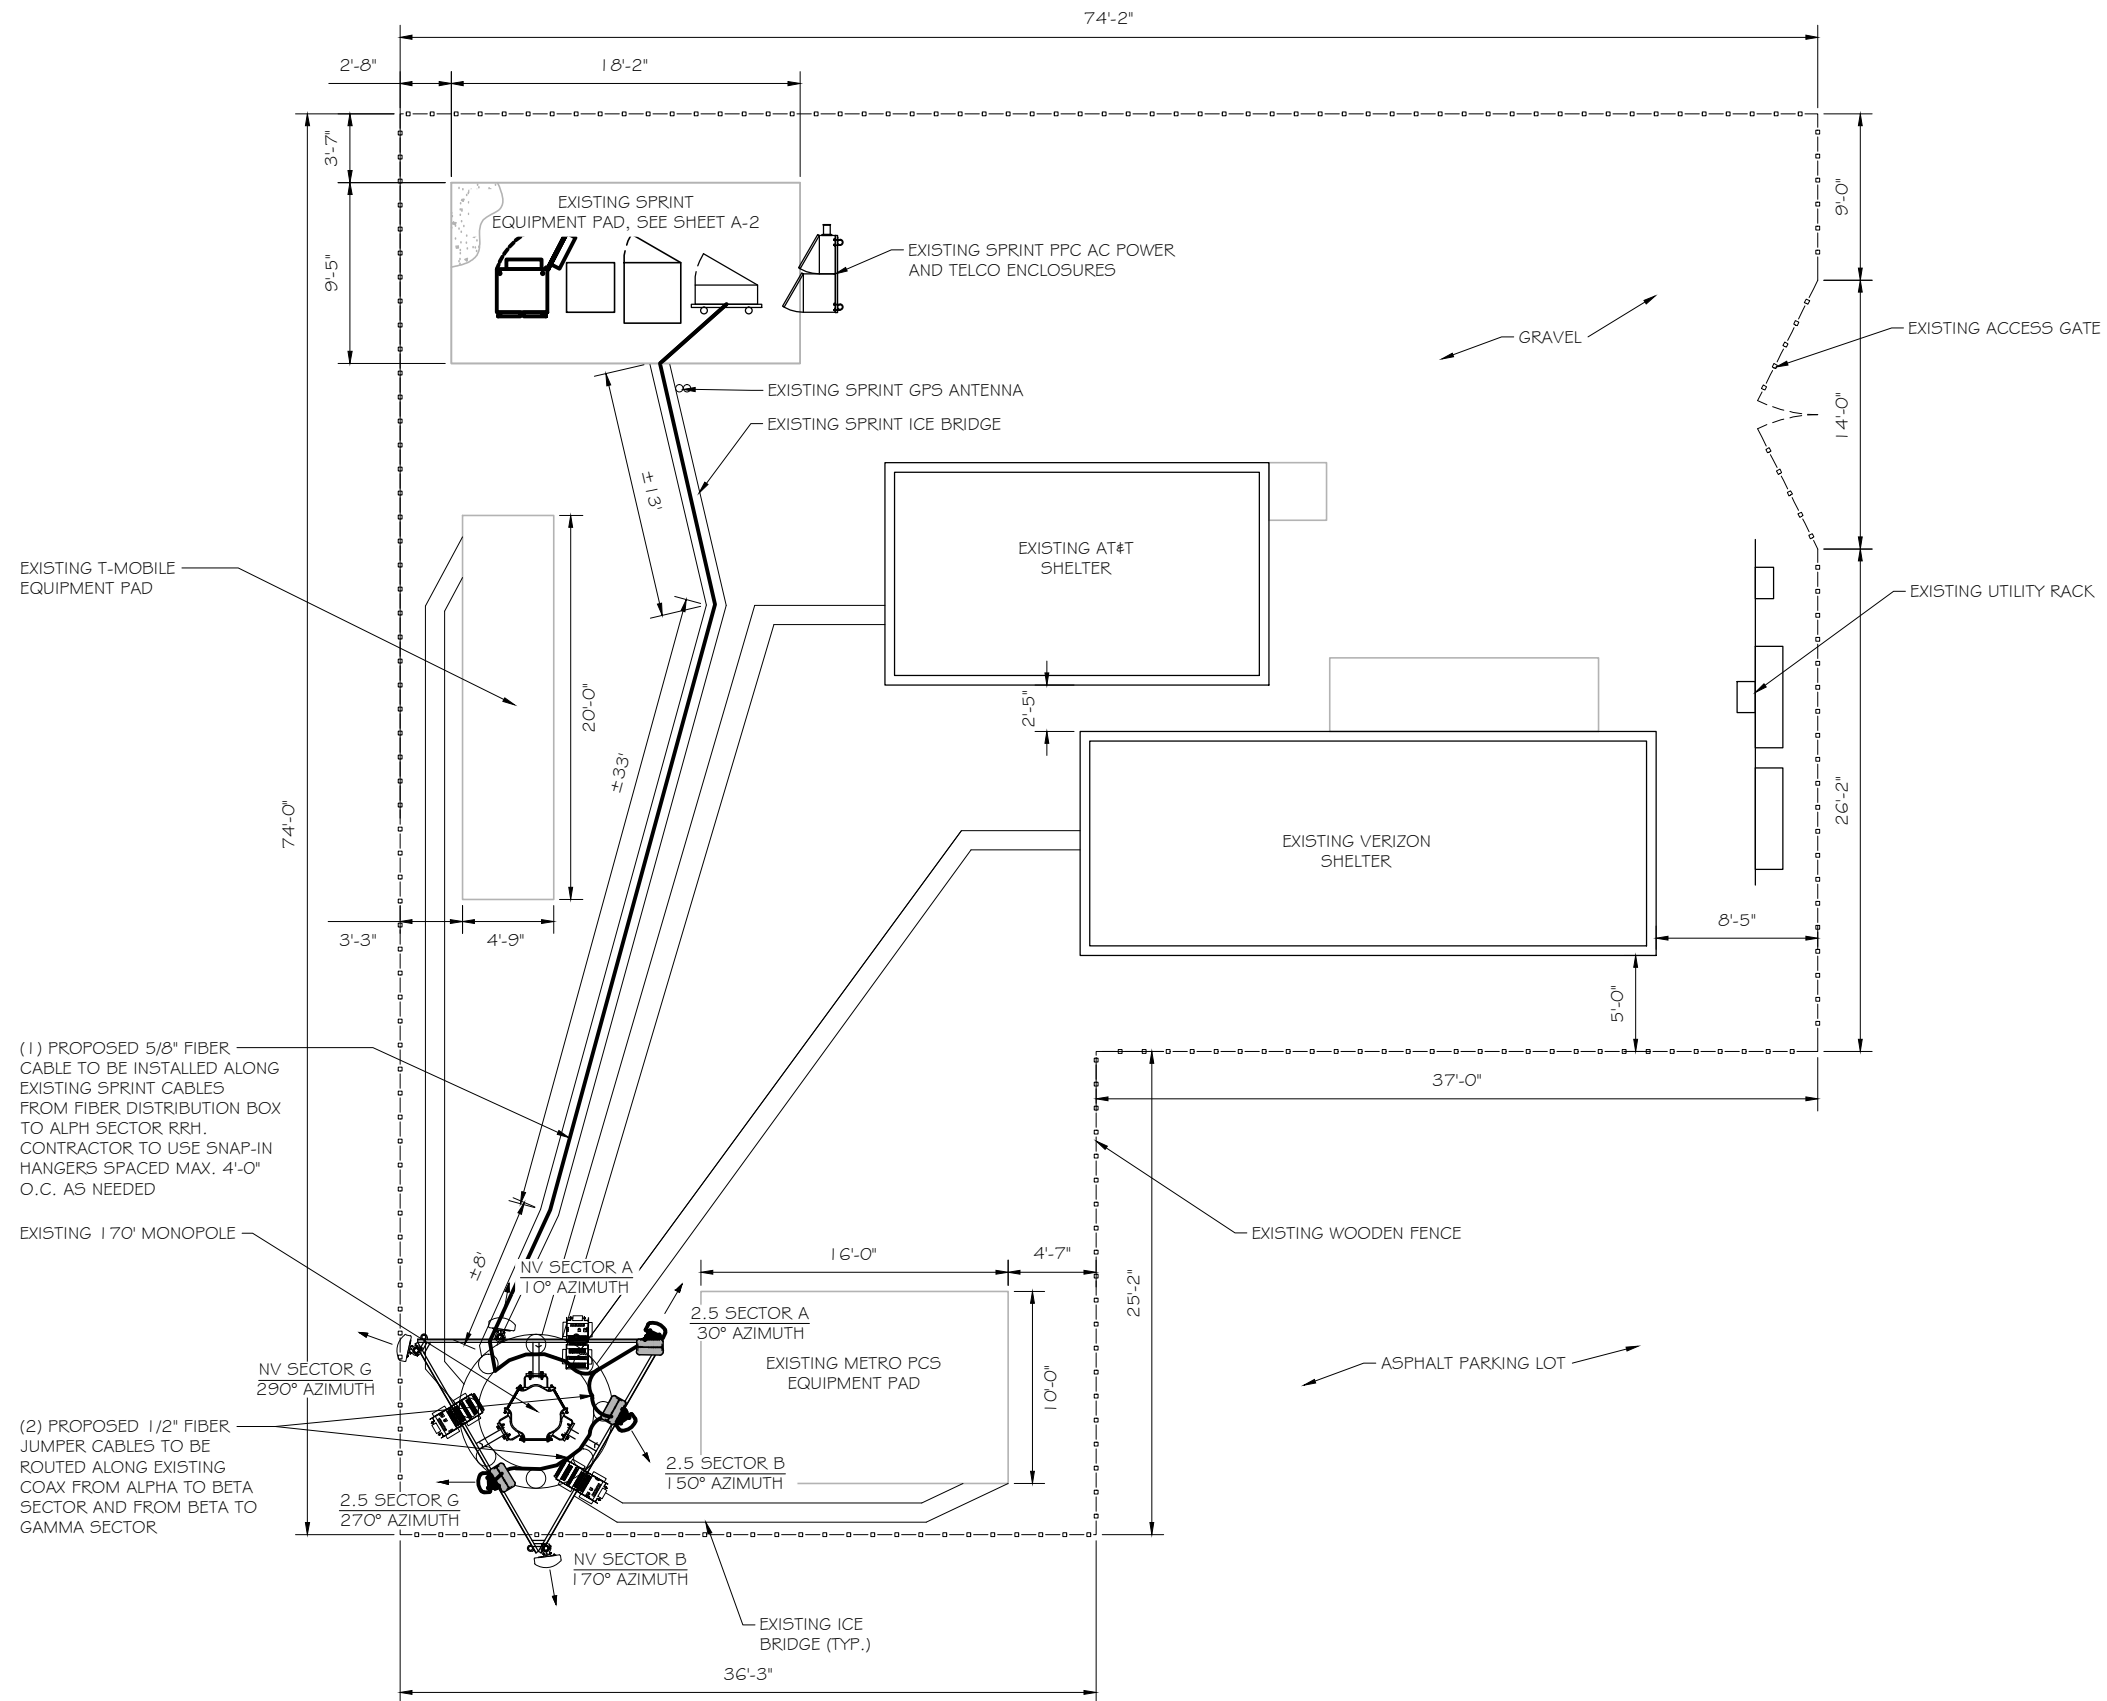 74'-2"
2'-8"
18'-2"
3'-7"
9'-5"
9'-0"
EXISTING SPRINT
EQUIPMENT PAD, SEE SHEET A-2
EXISTING SPRINT PPC AC POWER
AND TELCO ENCLOSURES
GRAVEL
EXISTING ACCESS GATE
14'-0"
EXISTING SPRINT GPS ANTENNA
EXISTING SPRINT ICE BRIDGE
±13'
EXISTING AT&T
SHELTER
EXISTING T-MOBILE
EQUIPMENT PAD
EXISTING UTILITY RACK
20'-0"
2'-5"
±33'
74'-0"
26'-2"
EXISTING VERIZON
SHELTER
3'-3"
4'-9"
8'-5"
5'-0"
(1) PROPOSED 5/8" FIBER
CABLE TO BE INSTALLED ALONG
EXISTING SPRINT CABLES
FROM FIBER DISTRIBUTION BOX
TO ALPH SECTOR RRH.
CONTRACTOR TO USE SNAP-IN
HANGERS SPACED MAX. 4'-0"
O.C. AS NEEDED
37'-0"
EXISTING 170' MONOPOLE
EXISTING WOODEN FENCE
±8'
NV SECTOR A
10° AZIMUTH
16'-0"
4'-7"
25'-2"
2.5 SECTOR A
30° AZIMUTH
NV SECTOR G
290° AZIMUTH
EXISTING METRO PCS
EQUIPMENT PAD
10'-0"
ASPHALT PARKING LOT
(2) PROPOSED 1/2" FIBER
JUMPER CABLES TO BE
ROUTED ALONG EXISTING
COAX FROM ALPHA TO BETA
SECTOR AND FROM BETA TO
GAMMA SECTOR
2.5 SECTOR B
150° AZIMUTH
2.5 SECTOR G
270° AZIMUTH
NV SECTOR B
170° AZIMUTH
EXISTING ICE
BRIDGE (TYP.)
36'-3"